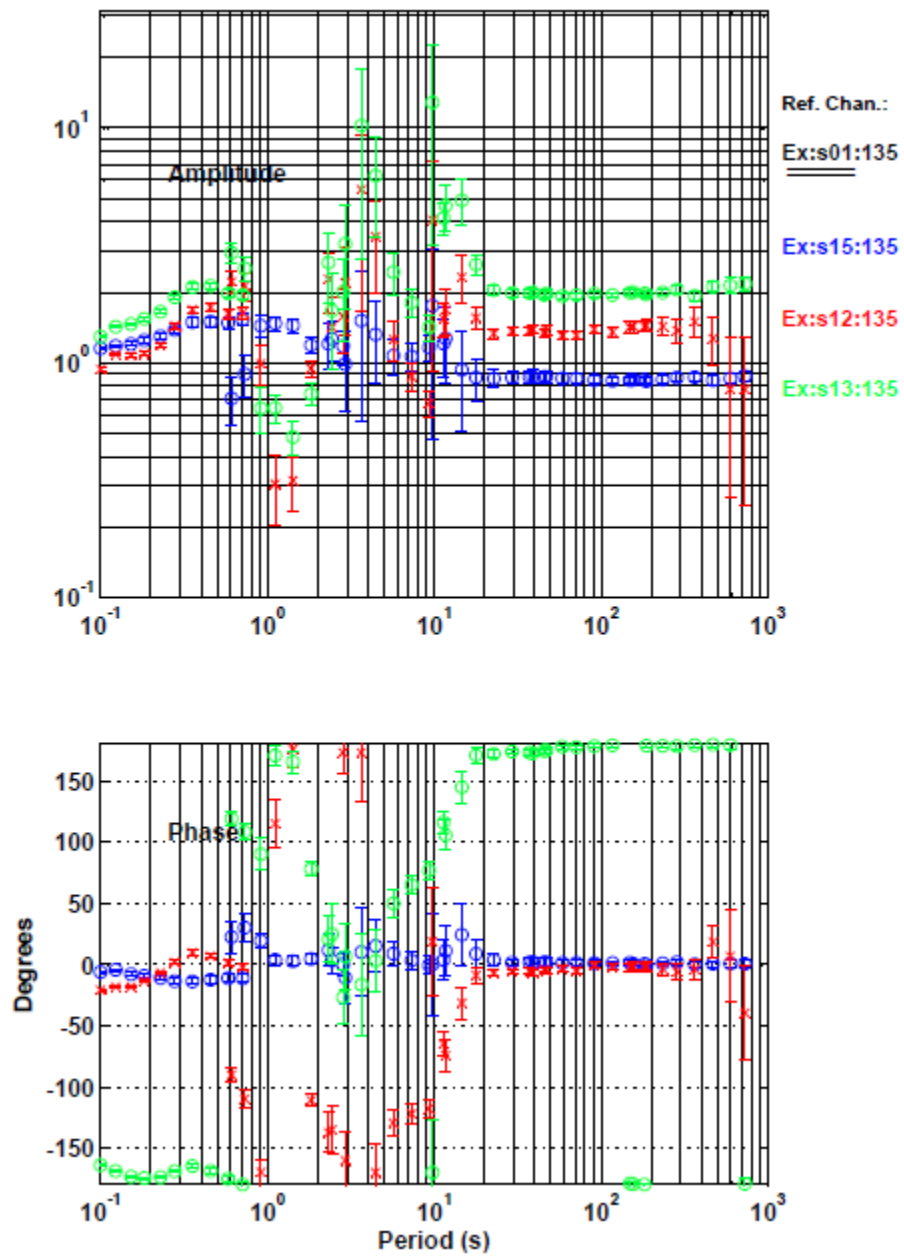 10^1
Amplitude
10^0
10^-1
10^-1 10^0 10^1 10^2 10^3
Ref. Chan.:
Ex:s01:135
Ex:s15:135
Ex:s12:135
Ex:s13:135
150
100
50
0
-50
-100
-150
Degrees
Phase
10^-1 10^0 10^1 10^2 10^3
Period (s)